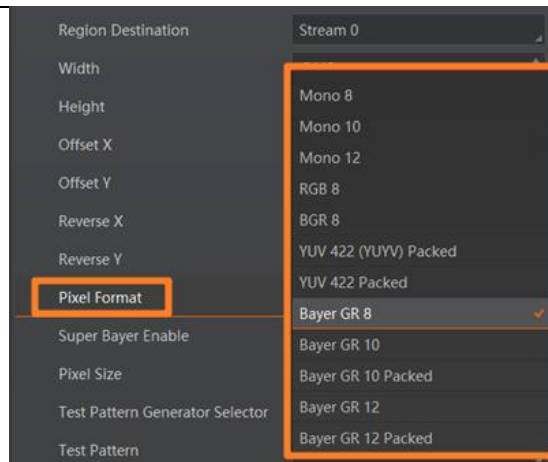 Region Destination
Stream 0
Width
Height
Offset X
Offset Y
Reverse X
Reverse Y
Pixel Format
Super Bayer Enable
Pixel Size
Test Pattern Generator Selector
Test Pattern
Mono 8
Mono 10
Mono 12
RGB 8
BGR 8
YUV 422 (YUYV) Packed
YUV 422 Packed
Bayer GR 8
Bayer GR 10
Bayer GR 10 Packed
Bayer GR 12
Bayer GR 12 Packed